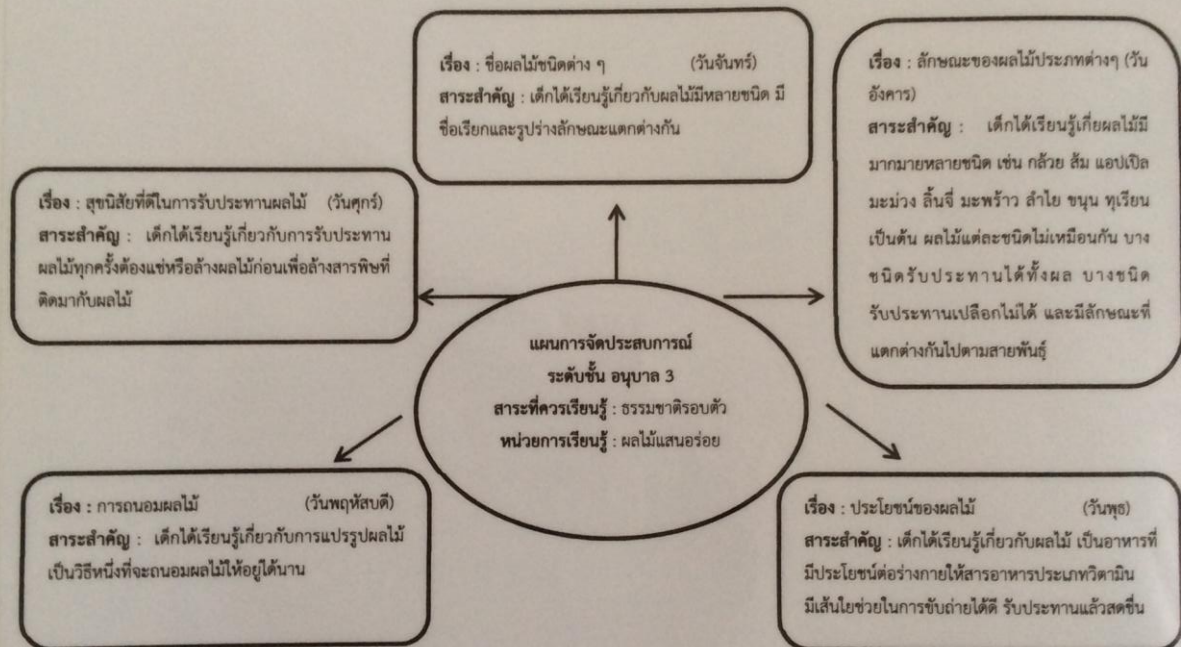 เรื่อง : ชื่อผลไม้ชนิดต่าง ๆ (วันจันทร์)
สาระสำคัญ : เด็กได้เรียนรู้เกี่ยวกับผลไม้มีหลายชนิด มี
ชื่อเรียกและรูปร่างลักษณะแตกต่างกัน
เรื่อง : ลักษณะของผลไม้ประเภทต่างๆ (วัน
อังคาร)
สาระสำคัญ : เด็กได้เรียนรู้เกี่ยผลไม้มี
มากมายหลายชนิด เช่น กล้วย ส้ม แอปเปิล
มะม่วง ลิ้นจี่ มะพร้าว ลำไย ขนุน ทุเรียน
เป็นต้น ผลไม้แต่ละชนิดไม่เหมือนกัน บาง
ชนิดรับประทานได้ทั้งผล บางชนิด
รับประทานเปลือกไม่ได้ และมีลักษณะที่
แตกต่างกันไปตามสายพันธุ์
เรื่อง : สุขนิสัยที่ดีในการรับประทานผลไม้ (วันศุกร์)
สาระสำคัญ : เด็กได้เรียนรู้เกี่ยวกับการรับประทาน
ผลไม้ทุกครั้งต้องแช่หรือล้างผลไม้ก่อนเพื่อล้างสารพิษที่
ติดมากับผลไม้
แผนการจัดประสบการณ์
ระดับชั้น อนุบาล 3
สาระที่ควรเรียนรู้ : ธรรมชาติรอบตัว
หน่วยการเรียนรู้ : ผลไม้แสนอร่อย
เรื่อง : การถนอมผลไม้ (วันพฤหัสบดี)
สาระสำคัญ : เด็กได้เรียนรู้เกี่ยวกับการแปรรูปผลไม้
เป็นวิธีหนึ่งที่จะถนอมผลไม้ให้อยู่ได้นาน
เรื่อง : ประโยชน์ของผลไม้ (วันพุธ)
สาระสำคัญ : เด็กได้เรียนรู้เกี่ยวกับผลไม้ เป็นอาหารที่
มีประโยชน์ต่อร่างกายให้สารอาหารประเภทวิตามิน
มีเส้นใยช่วยในการขับถ่ายได้ดี รับประทานแล้วสดชื่น